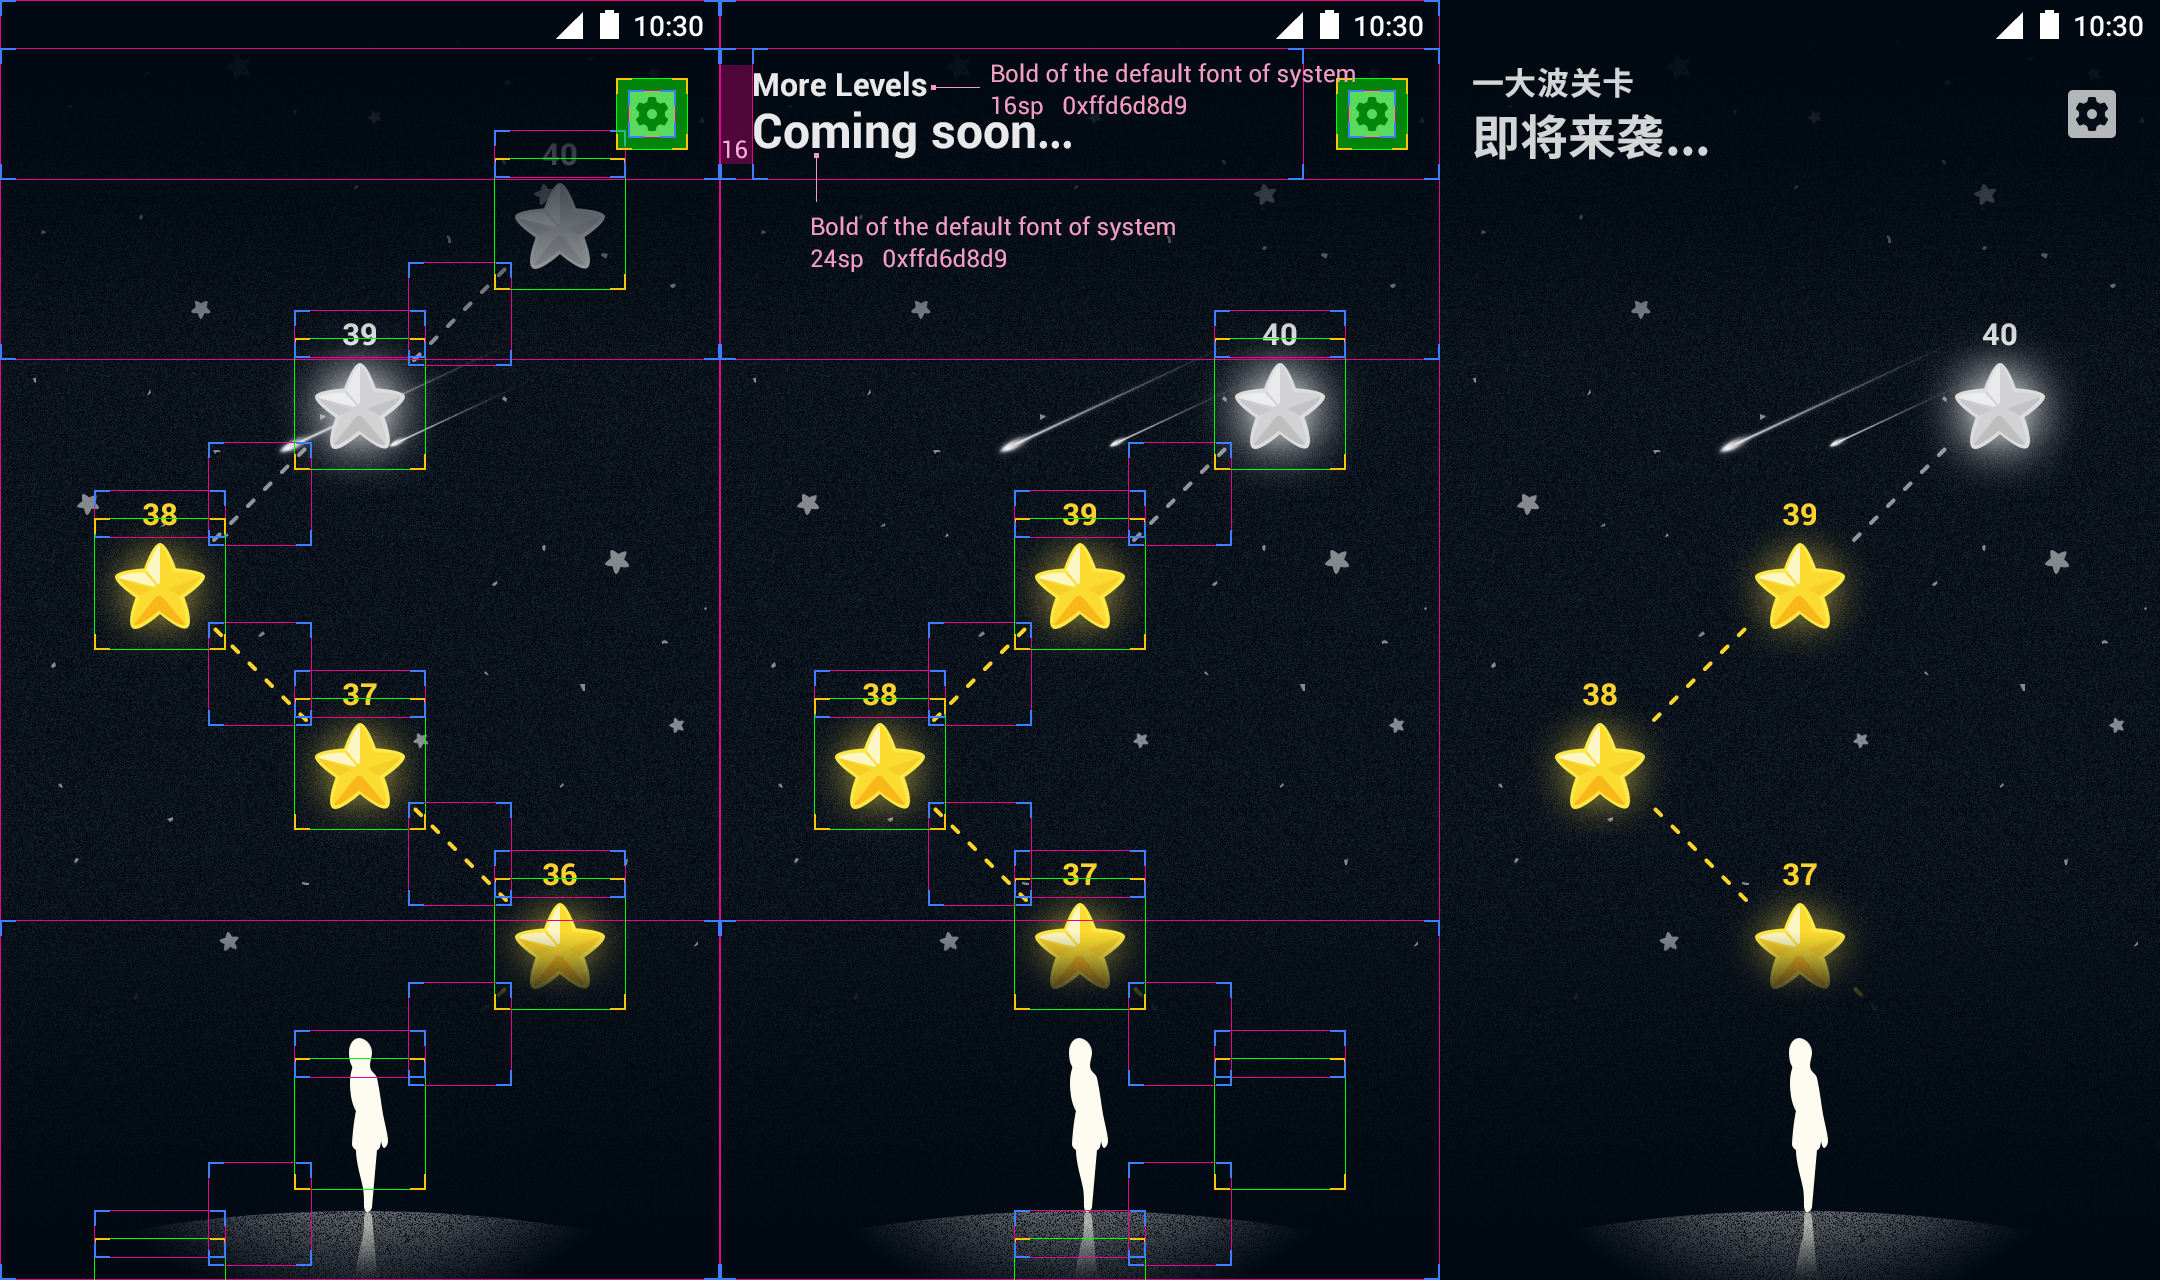 10:30
40
39
38
37
36
10:30
More Levels
Bold of the default font of system
16sp 0xffd6d8d9
Coming soon...
16
Bold of the default font of system
24sp 0xffd6d8d9
40
39
38
37
10:30
一大波关卡
即将来袭...
40
39
38
37